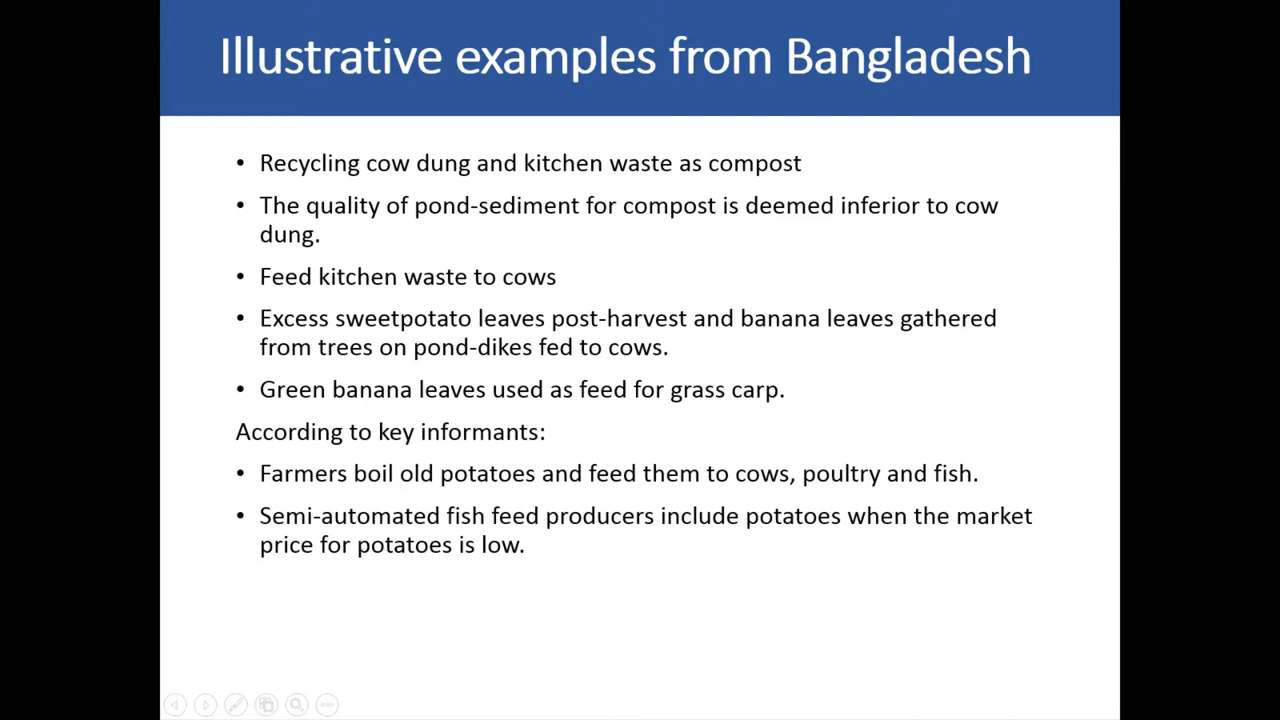 Illustrative examples from Bangladesh
• Recycling cow dung and kitchen waste as compost
• The quality of pond-sediment for compost is deemed inferior to cow
dung.
• Feed kitchen waste to cows
• Excess sweetpotato leaves post-harvest and banana leaves gathered
from trees on pond-dikes fed to cows.
• Green banana leaves used as feed for grass carp.
According to key informants:
• Farmers boil old potatoes and feed them to cows, poultry and fish.
• Semi-automated fish feed producers include potatoes when the market
price for potatoes is low.